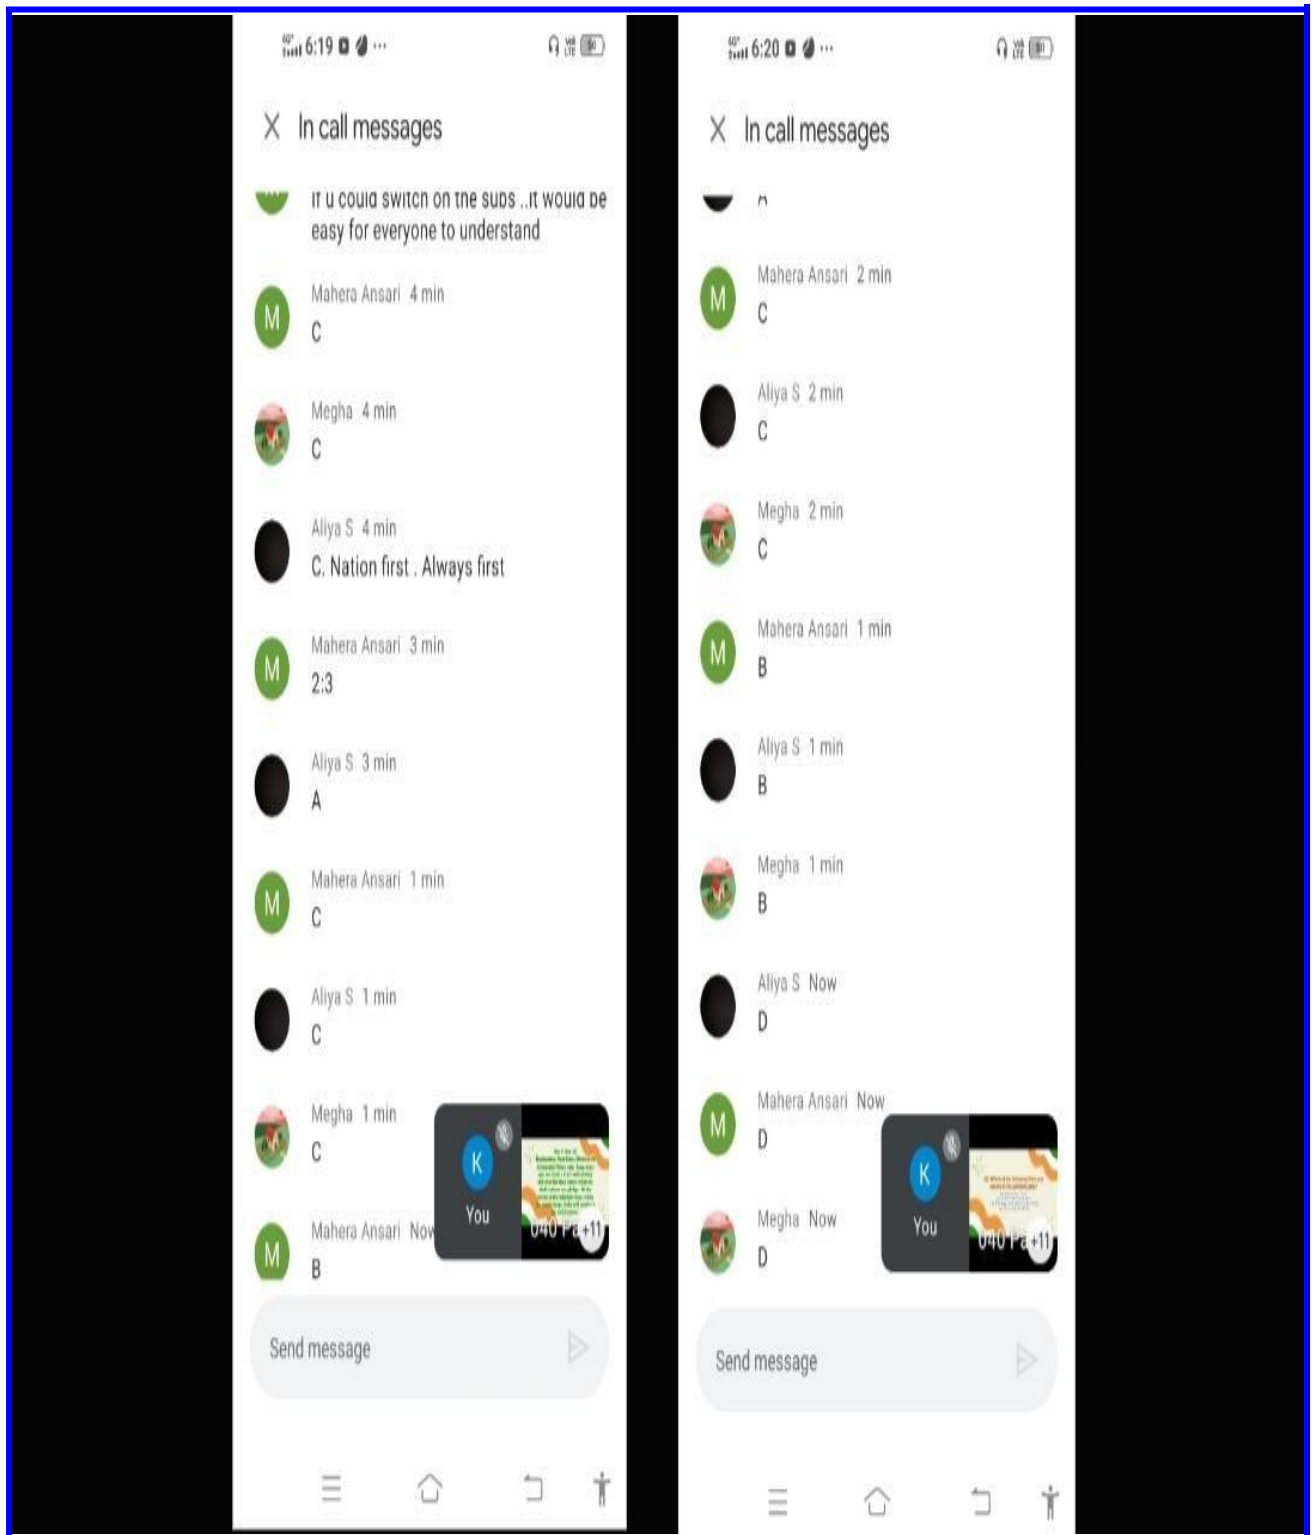 6:19
In call messages
If u could switch on the subs ..it would be
easy for everyone to understand
M
Mahera Ansari 4 min
C
Megha 4 min
C
Aliya S 4 min
C. Nation first . Always first
M
Mahera Ansari 3 min
2:3
Aliya S 3 min
A
M
Mahera Ansari 1 min
C
Aliya S 1 min
C
Megha 1 min
C
M
Mahera Ansari Now
B
K
You
+11
Send message
6:20
In call messages
M
Mahera Ansari 2 min
C
Aliya S 2 min
C
Megha 2 min
C
M
Mahera Ansari 1 min
B
Aliya S 1 min
B
Megha 1 min
B
Aliya S Now
D
M
Mahera Ansari Now
D
Megha Now
D
K
You
+11
Send message